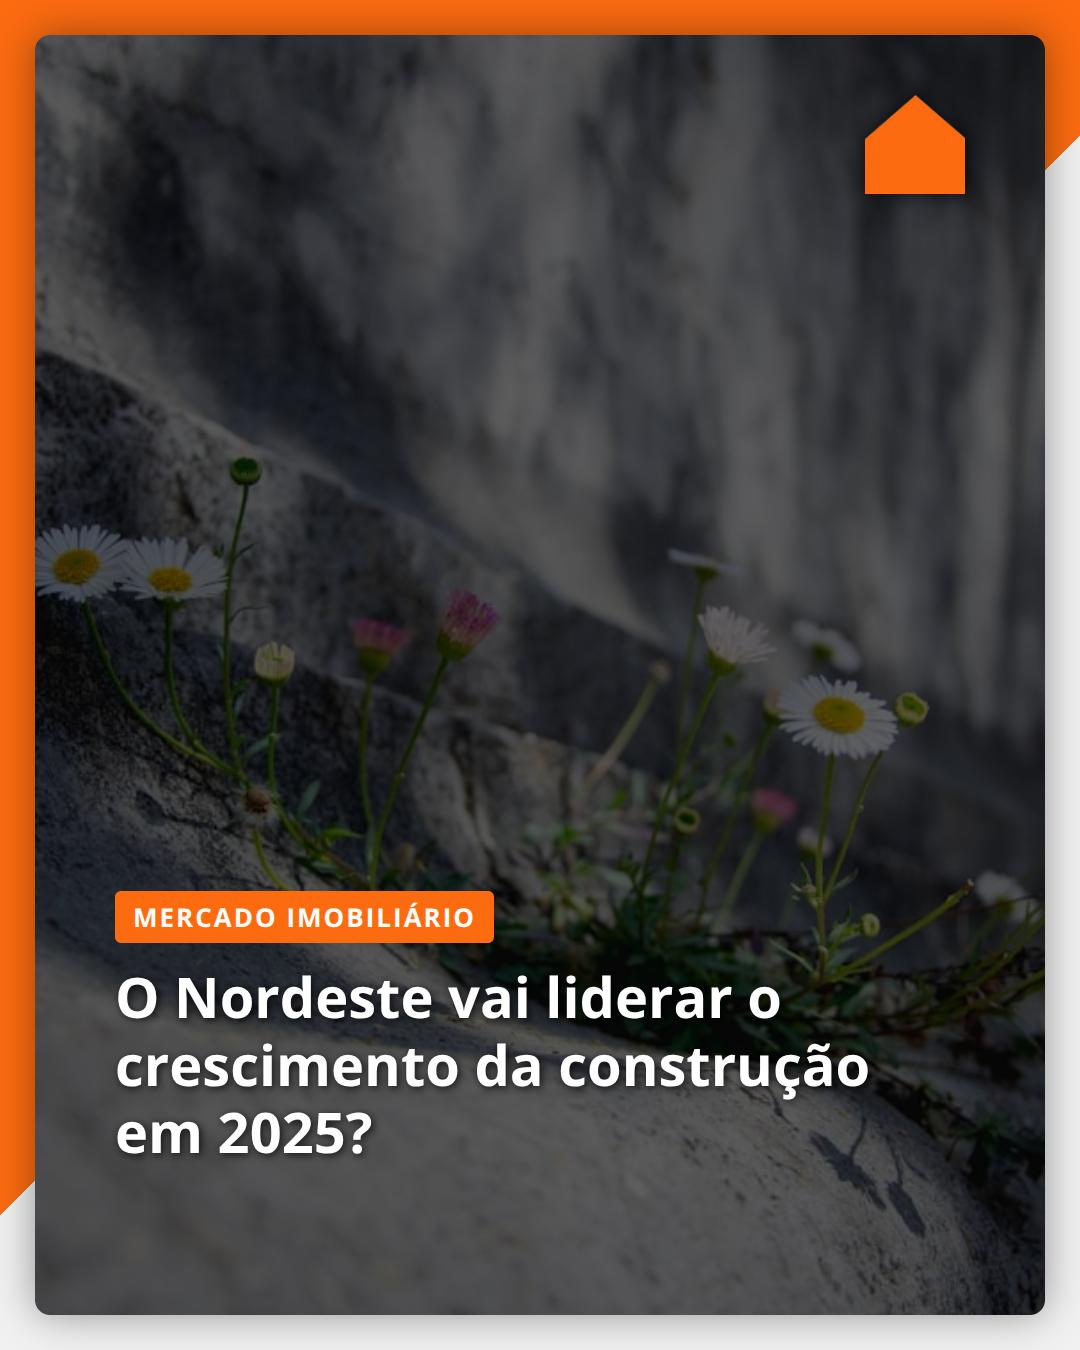 MERCADO IMOBILIÁRIO
O Nordeste vai liderar o
crescimento da construção
em 2025?